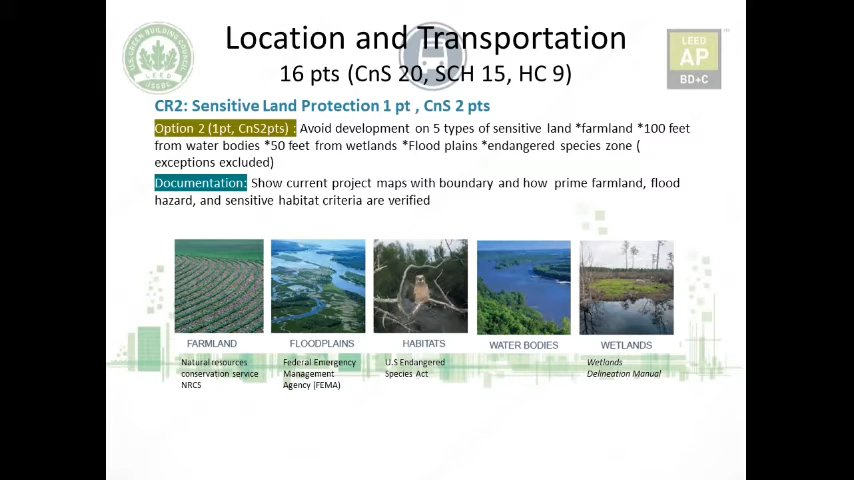 Location and Transportation
16 pts (CnS 20, SCH 15, HC 9)
LEED
AP
BD+C
U.S. GREEN BUILDING COUNCIL
LEED
CR2: Sensitive Land Protection 1 pt , CnS 2 pts
Option 2 (1pt, CnS2pts) : Avoid development on 5 types of sensitive land *farmland *100 feet
from water bodies *50 feet from wetlands *Flood plains *endangered species zone (
exceptions excluded)
Documentation: Show current project maps with boundary and how prime farmland, flood
hazard, and sensitive habitat criteria are verified
FARMLAND
FLOODPLAINS
HABITATS
WATER BODIES
WETLANDS
Natural resources
conservation service
NRCS
Federal Emergency
Management
Agency (FEMA)
U.S Endangered
Species Act
Wetlands
Delineation Manual